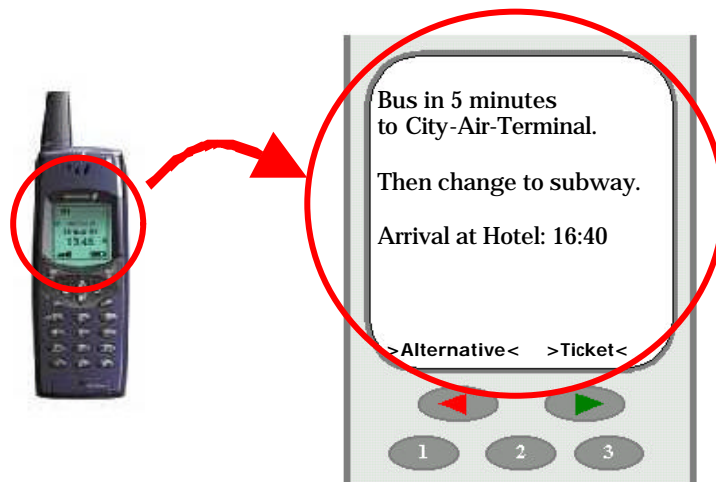 Bus in 5 minutes
to City-Air-Terminal.
Then change to subway.
Arrival at Hotel: 16:40
>Alternative< >Ticket<
1 2 3